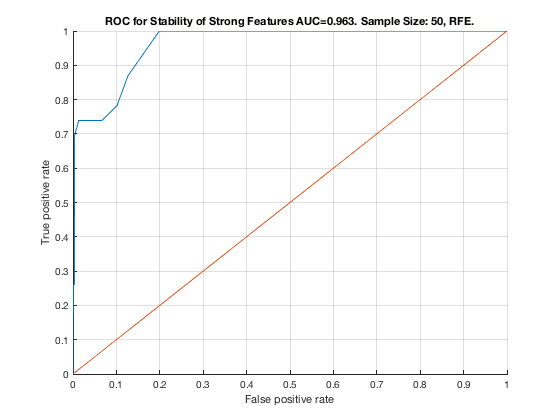 ROC for Stability of Strong Features AUC=0.963. Sample Size: 50, RFE.
1
0.9
0.8
0.7
0.6
0.5
0.4
0.3
0.2
0.1
0
True positive rate
0 0.1 0.2 0.3 0.4 0.5 0.6 0.7 0.8 0.9 1
False positive rate